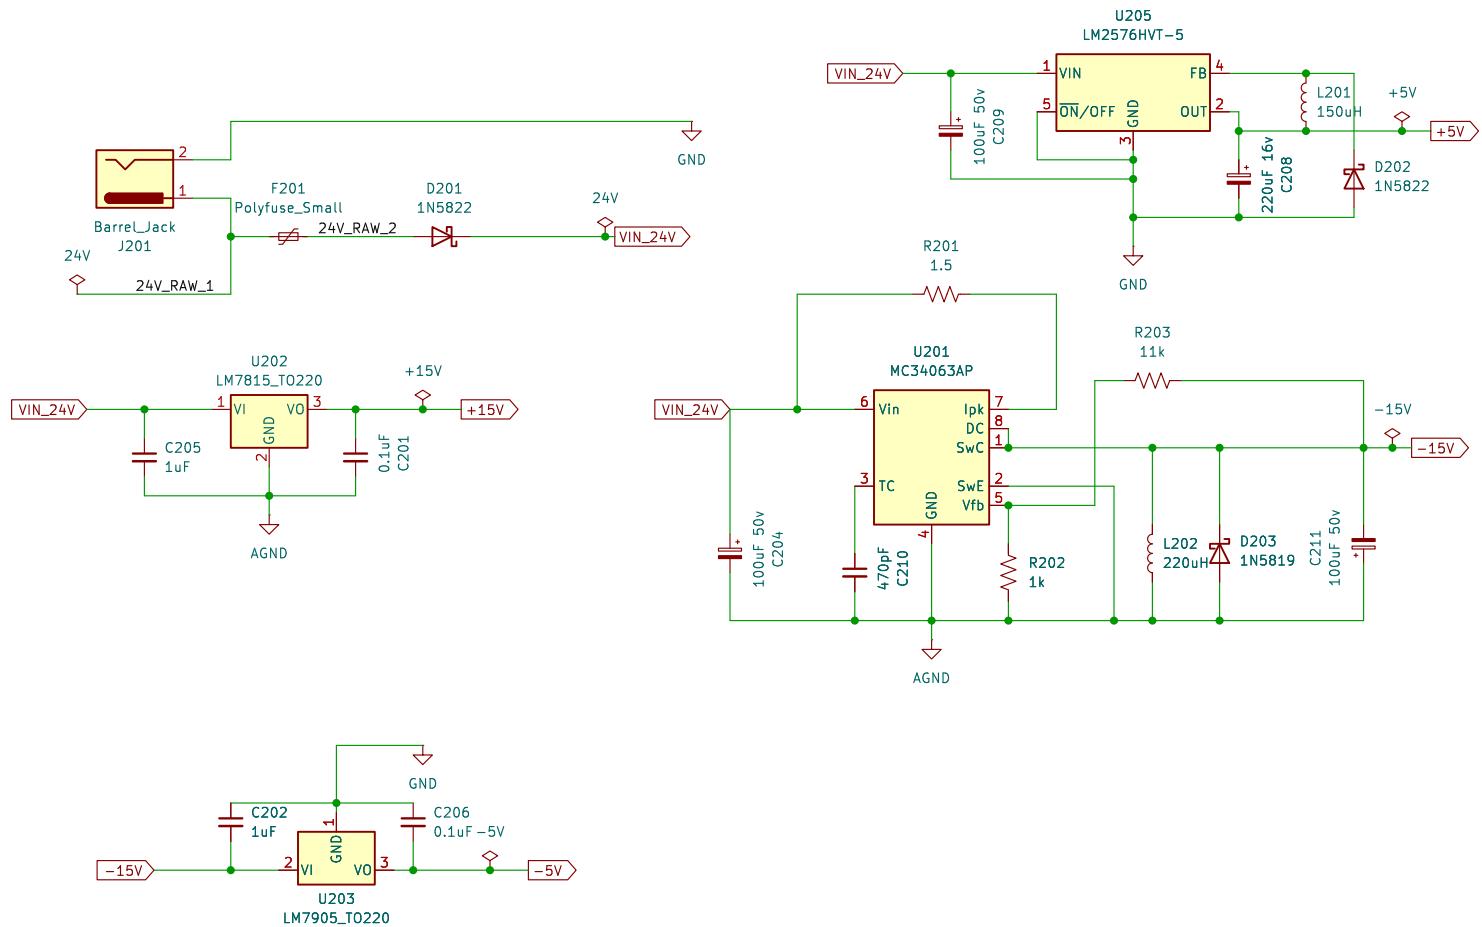 U205
LM2576HVT-5
VIN_24V
1
VIN
FB
4
5
ON/OFF
GND
OUT
2
3
100uF 50v
C209
L201
150uH
+5V
+5V
220uF 16v
C208
D202
1N5822
GND
2
1
Barrel_Jack
J201
GND
F201
Polyfuse_Small
24V_RAW_2
D201
1N5822
24V
VIN_24V
24V
24V_RAW_1
R201
1.5
U201
MC34063AP
VIN_24V
6
Vin
Ipk
7
DC
8
SwC
1
3
TC
SwE
2
Vfb
5
GND
4
R203
11k
-15V
-15V
100uF 50v
C204
470pF
C210
R202
1k
L202
220uH
D203
1N5819
C211
100uF 50v
AGND
U202
LM7815_TO220
VIN_24V
1
VI
VO
3
GND
2
+15V
+15V
C205
1uF
0.1uF
C201
AGND
GND
C202
1uF
C206
0.1uF
-5V
1
GND
-15V
2
VI
VO
3
-5V
U203
LM7905_TO220